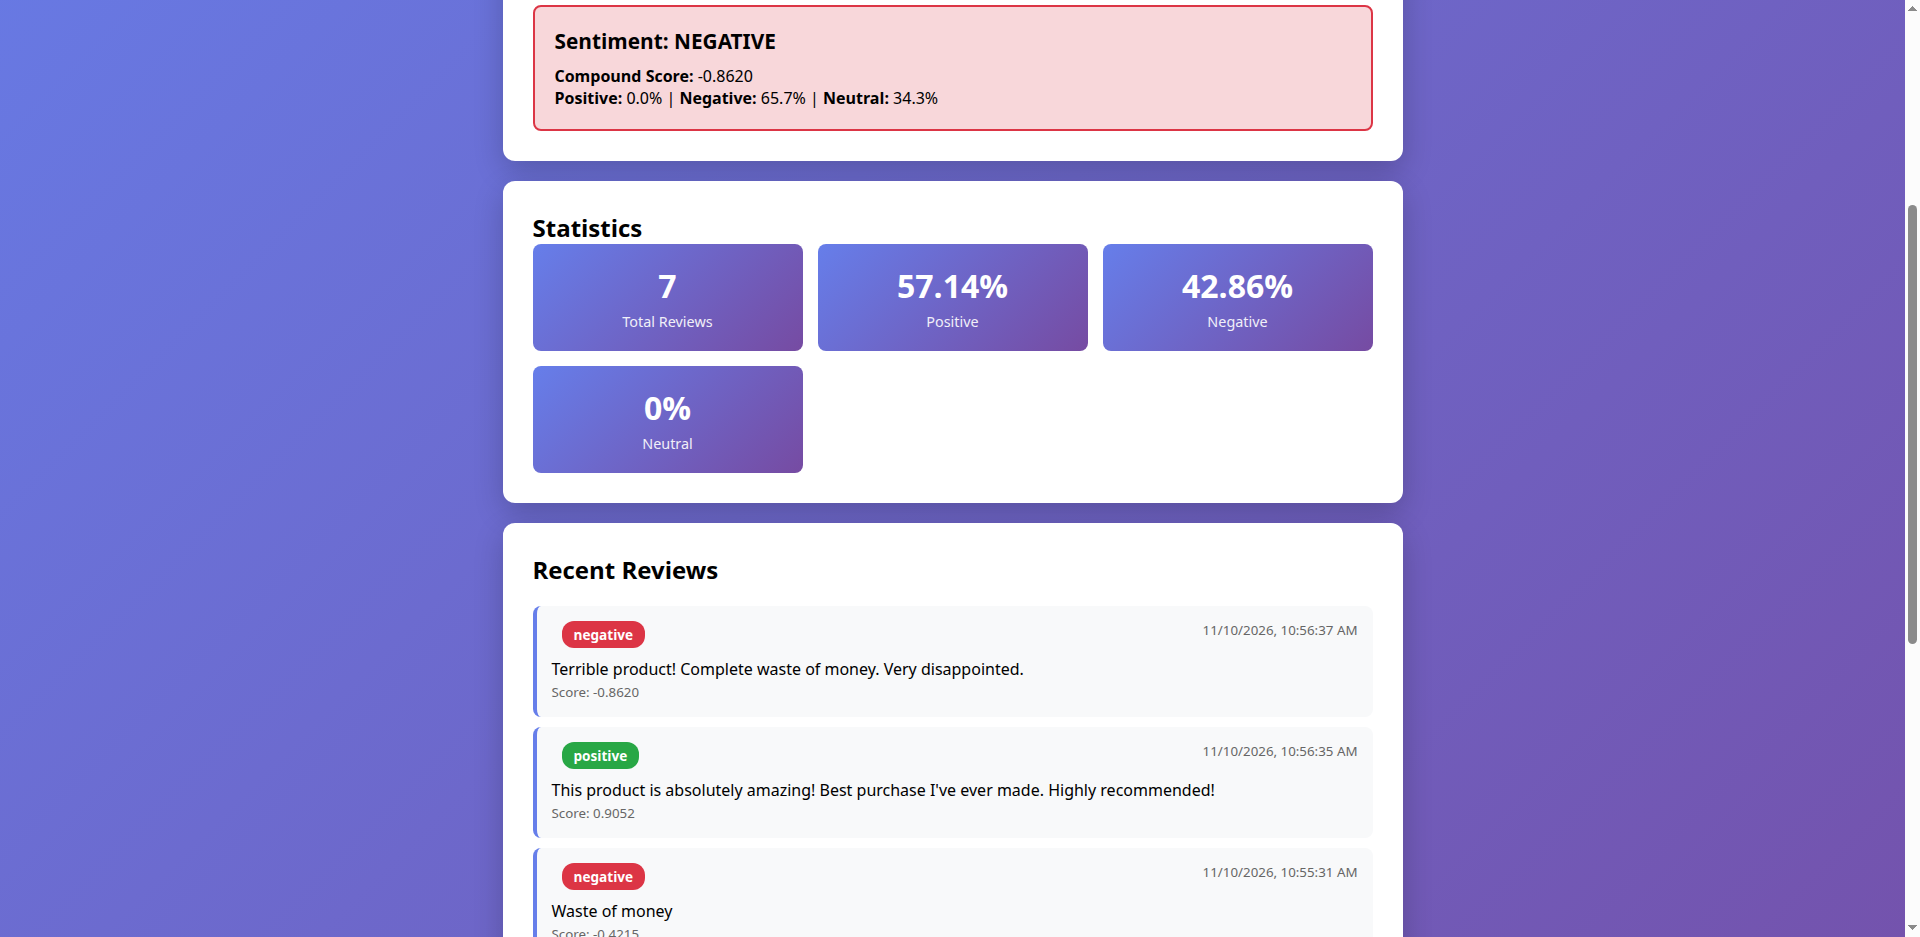 Sentiment: NEGATIVE
Compound Score: -0.8620
Positive: 0.0% | Negative: 65.7% | Neutral: 34.3%
Statistics
7
Total Reviews
57.14%
Positive
42.86%
Negative
0%
Neutral
Recent Reviews
negative
11/10/2026, 10:56:37 AM
Terrible product! Complete waste of money. Very disappointed.
Score: -0.8620
positive
11/10/2026, 10:56:35 AM
This product is absolutely amazing! Best purchase I've ever made. Highly recommended!
Score: 0.9052
negative
11/10/2026, 10:55:31 AM
Waste of money
Score: -0.4215